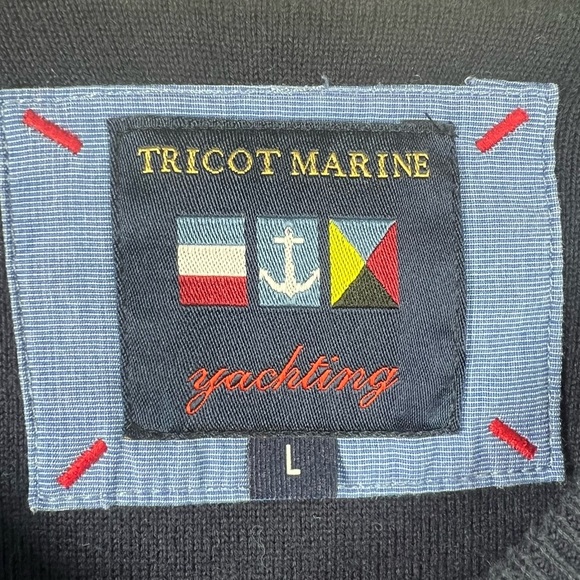 TRICOT MARINE
yachting
L